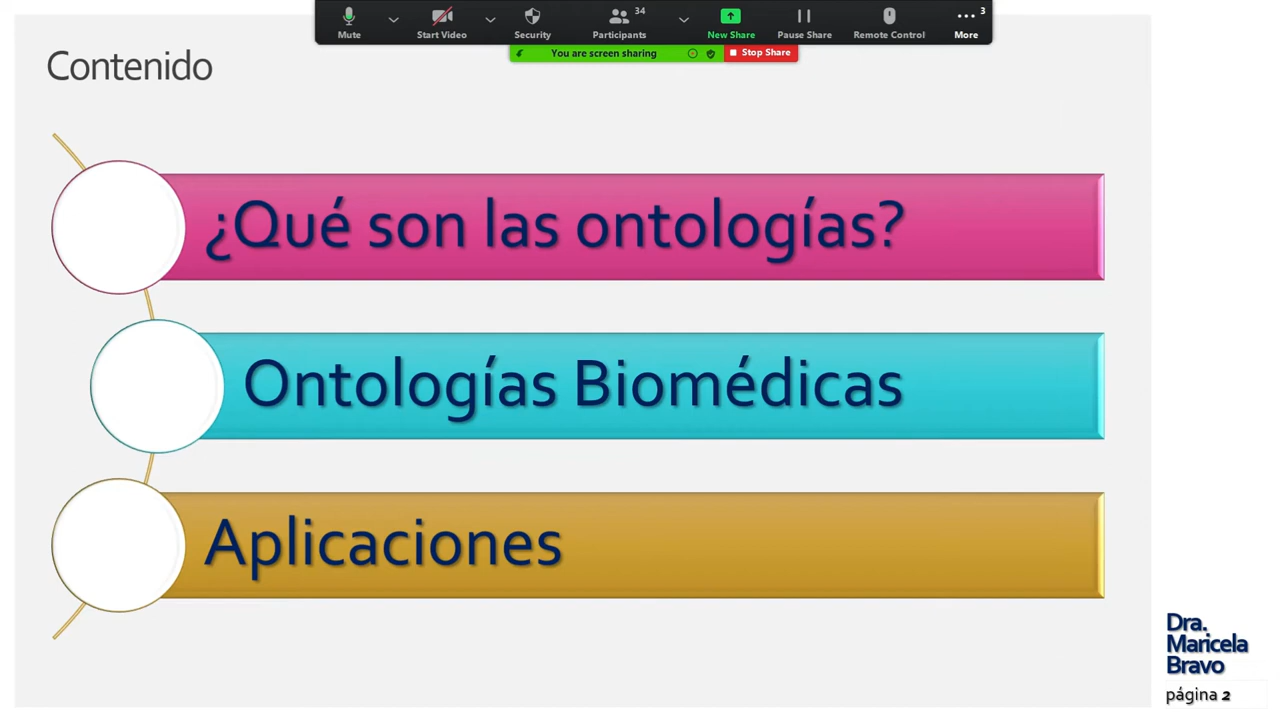 34
3
Mute
Start Video
Security
Participants
New Share
Pause Share
Remote Control
More
You are screen sharing
Stop Share
Contenido
¿Qué son las ontologías?
Ontologías Biomédicas
Aplicaciones
Dra.
Maricela
Bravo
página 2